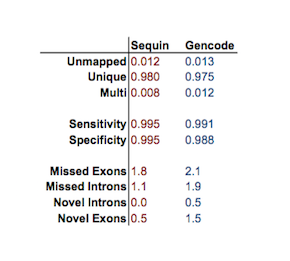 Sequin Gencode
Unmapped 0.012 0.013
Unique 0.980 0.975
Multi 0.008 0.012
Sensitivity 0.995 0.991
Specificity 0.995 0.988
Missed Exons 1.8 2.1
Missed Introns 1.1 1.9
Novel Introns 0.0 0.5
Novel Exons 0.5 1.5